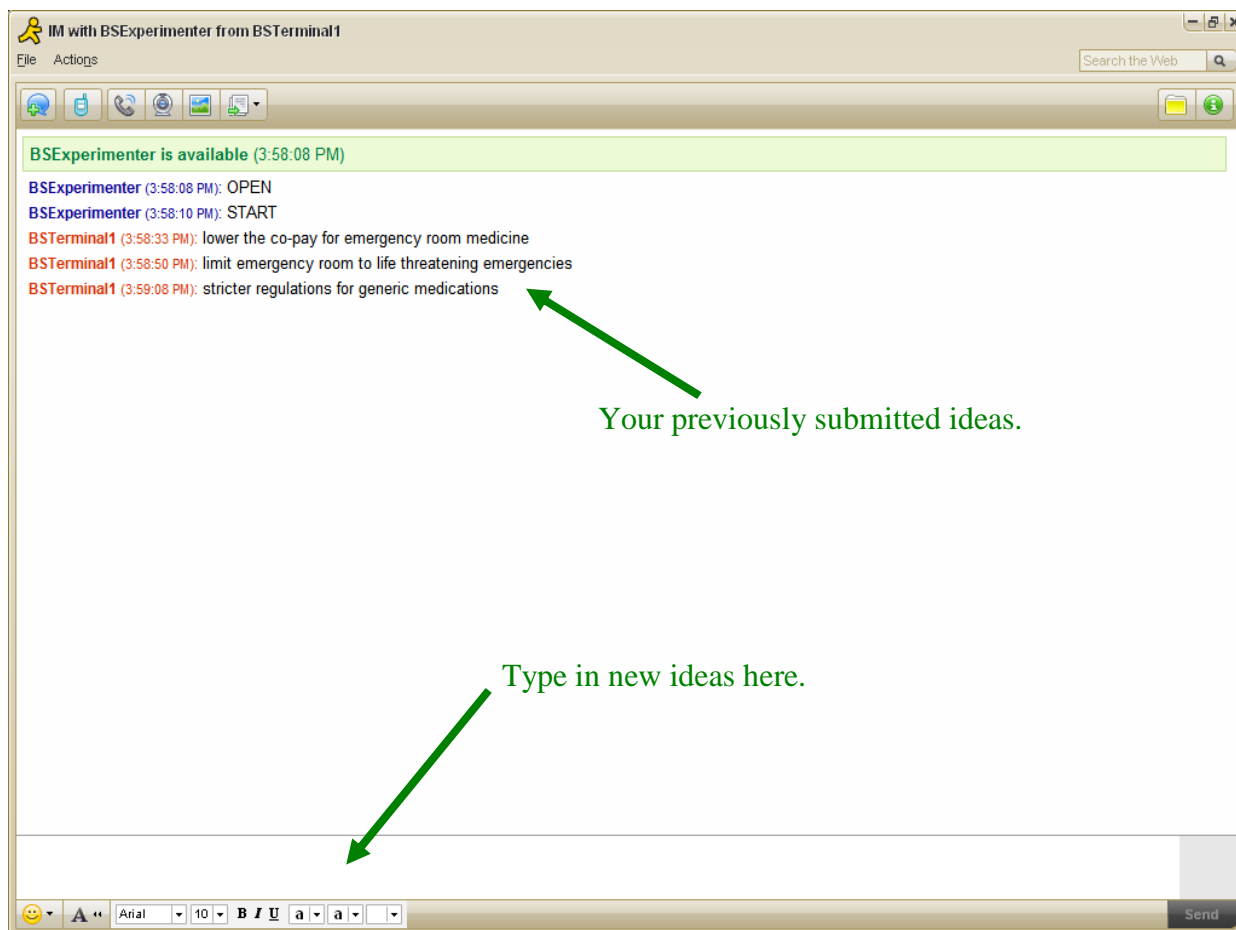 IM with BSExperimenter from BSTerminal1
File Actions
Search the Web
BSExperimenter is available (3:58:08 PM)
BSExperimenter (3:58:08 PM): OPEN
BSExperimenter (3:58:10 PM): START
BSTerminal1 (3:58:33 PM): lower the co-pay for emergency room medicine
BSTerminal1 (3:58:50 PM): limit emergency room to life threatening emergencies
BSTerminal1 (3:59:08 PM): stricter regulations for generic medications
Your previously submitted ideas.
Type in new ideas here.
A Arial 10 B I U a a Send